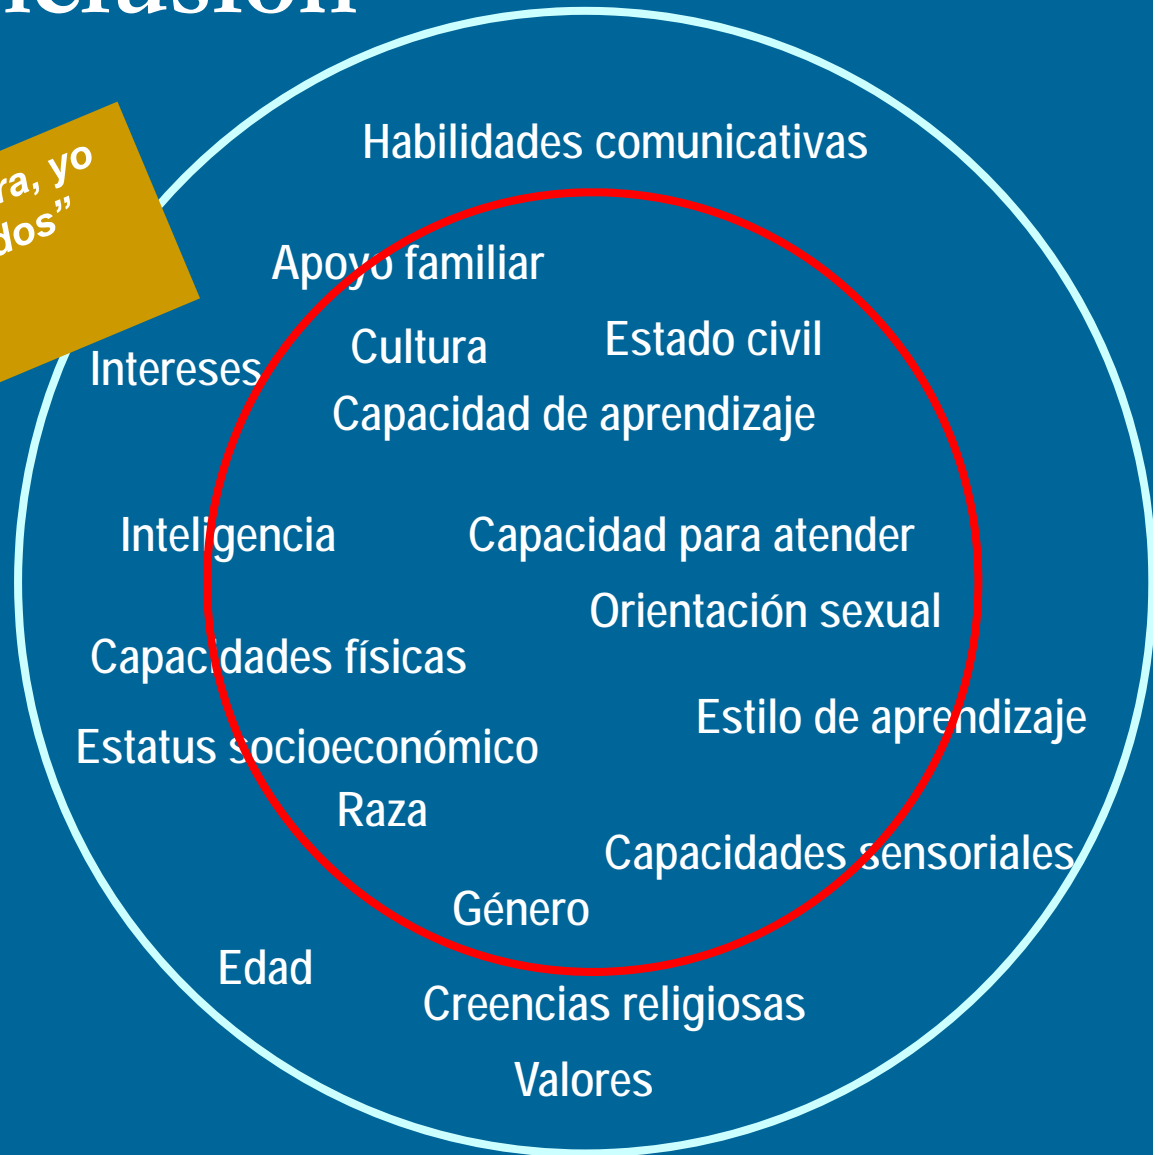 Habilidades comunicativas
yo
Apoyo familiar
Cultura
Estado civil
Intereses
Capacidad de aprendizaje
Inteligencia
Capacidad para atender
Orientación sexual
Capacidades físicas
Estilo de aprendizaje
Estatus socioeconómico
Raza
Capacidades sensoriales
Género
Edad
Creencias religiosas
Valores